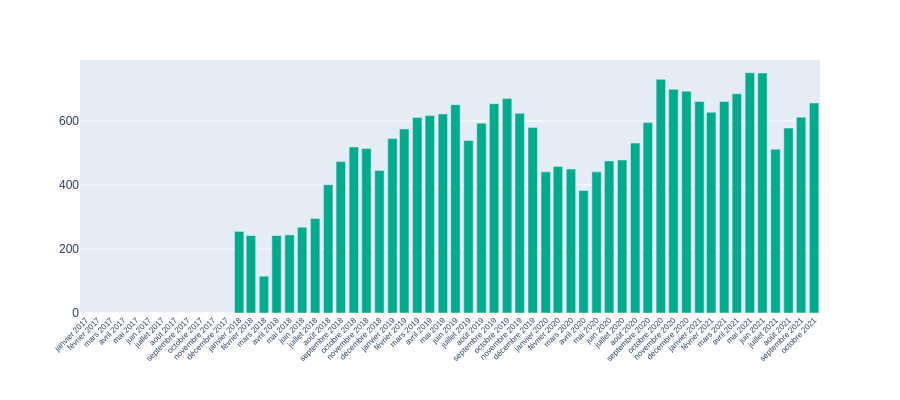 600
400
200
0
janvier 2017
février 2017
mars 2017
avril 2017
mai 2017
juin 2017
juillet 2017
août 2017
septembre 2017
octobre 2017
novembre 2017
décembre 2017
janvier 2018
février 2018
mars 2018
avril 2018
mai 2018
juin 2018
juillet 2018
août 2018
septembre 2018
octobre 2018
novembre 2018
décembre 2018
janvier 2019
février 2019
mars 2019
avril 2019
mai 2019
juin 2019
juillet 2019
août 2019
septembre 2019
octobre 2019
novembre 2019
décembre 2019
janvier 2020
février 2020
mars 2020
avril 2020
mai 2020
juin 2020
juillet 2020
août 2020
septembre 2020
octobre 2020
novembre 2020
décembre 2020
janvier 2021
février 2021
mars 2021
avril 2021
mai 2021
juin 2021
juillet 2021
août 2021
septembre 2021
octobre 2021